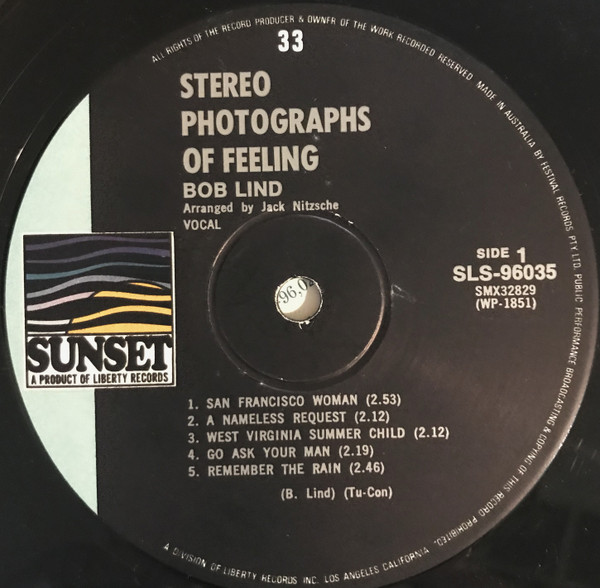 ALL RIGHTS OF THE RECORD PRODUCER & OWNER OF THE WORK RECORDED RESERVED. MADE IN AUSTRALIA BY FESTIVAL RECORDS PTY. LTD. PUBLIC PERFORMANCE BROADCASTING & COPYING OF THIS RECORD PROHIBITED.
33
STEREO
PHOTOGRAPHS
OF FEELING
BOB LIND
Arranged by Jack Nitzsche
VOCAL
SIDE 1
SLS-96035
SMX32829
(WP-1851)
96,0
SUNSET
A PRODUCT OF LIBERTY RECORDS
1. SAN FRANCISCO WOMAN (2.53)
2. A NAMELESS REQUEST (2.12)
3. WEST VIRGINIA SUMMER CHILD (2.12)
4. GO ASK YOUR MAN (2.19)
5. REMEMBER THE RAIN (2.46)
(B. Lind) (Tu-Con)
A DIVISION OF LIBERTY RECORDS INC. LOS ANGELES CALIFORNIA.